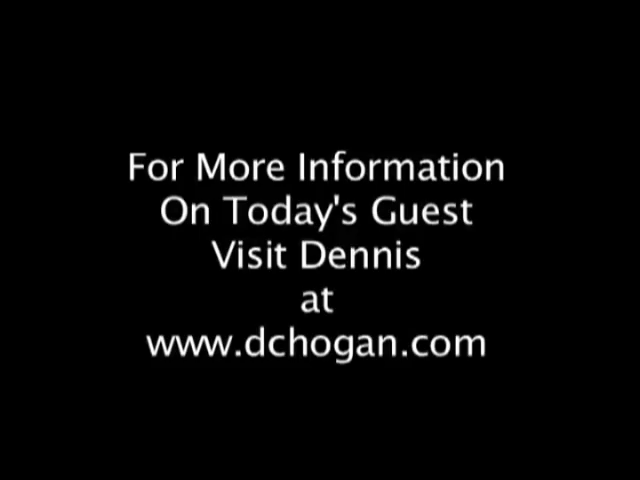 For More Information
On Today's Guest
Visit Dennis
at
www.dchogan.com